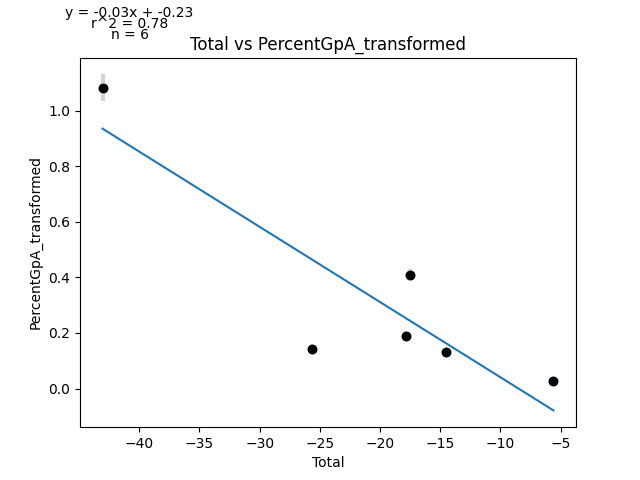 y = -0.03x + -0.23
r^2 = 0.78
n = 6
Total vs PercentGpA_transformed
PercentGpA_transformed
1.0
0.8
0.6
0.4
0.2
0.0
−40 −35 −30 −25 −20 −15 −10 −5
Total